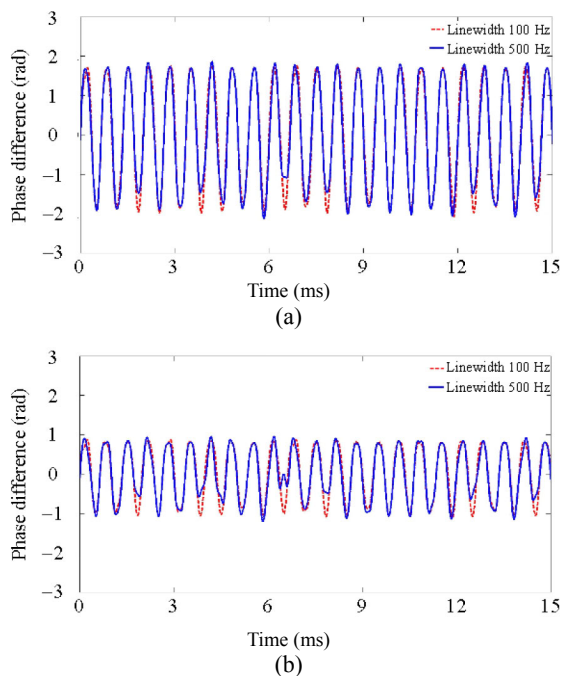 3
Linewidth 100 Hz
2
Linewidth 500 Hz
1
0
−1
−2
−3
Phase difference (rad)
0 3 6 9 12 15
Time (ms)
(a)
3
Linewidth 100 Hz
2
Linewidth 500 Hz
1
0
−1
−2
−3
Phase difference (rad)
0 3 6 9 12 15
Time (ms)
(b)